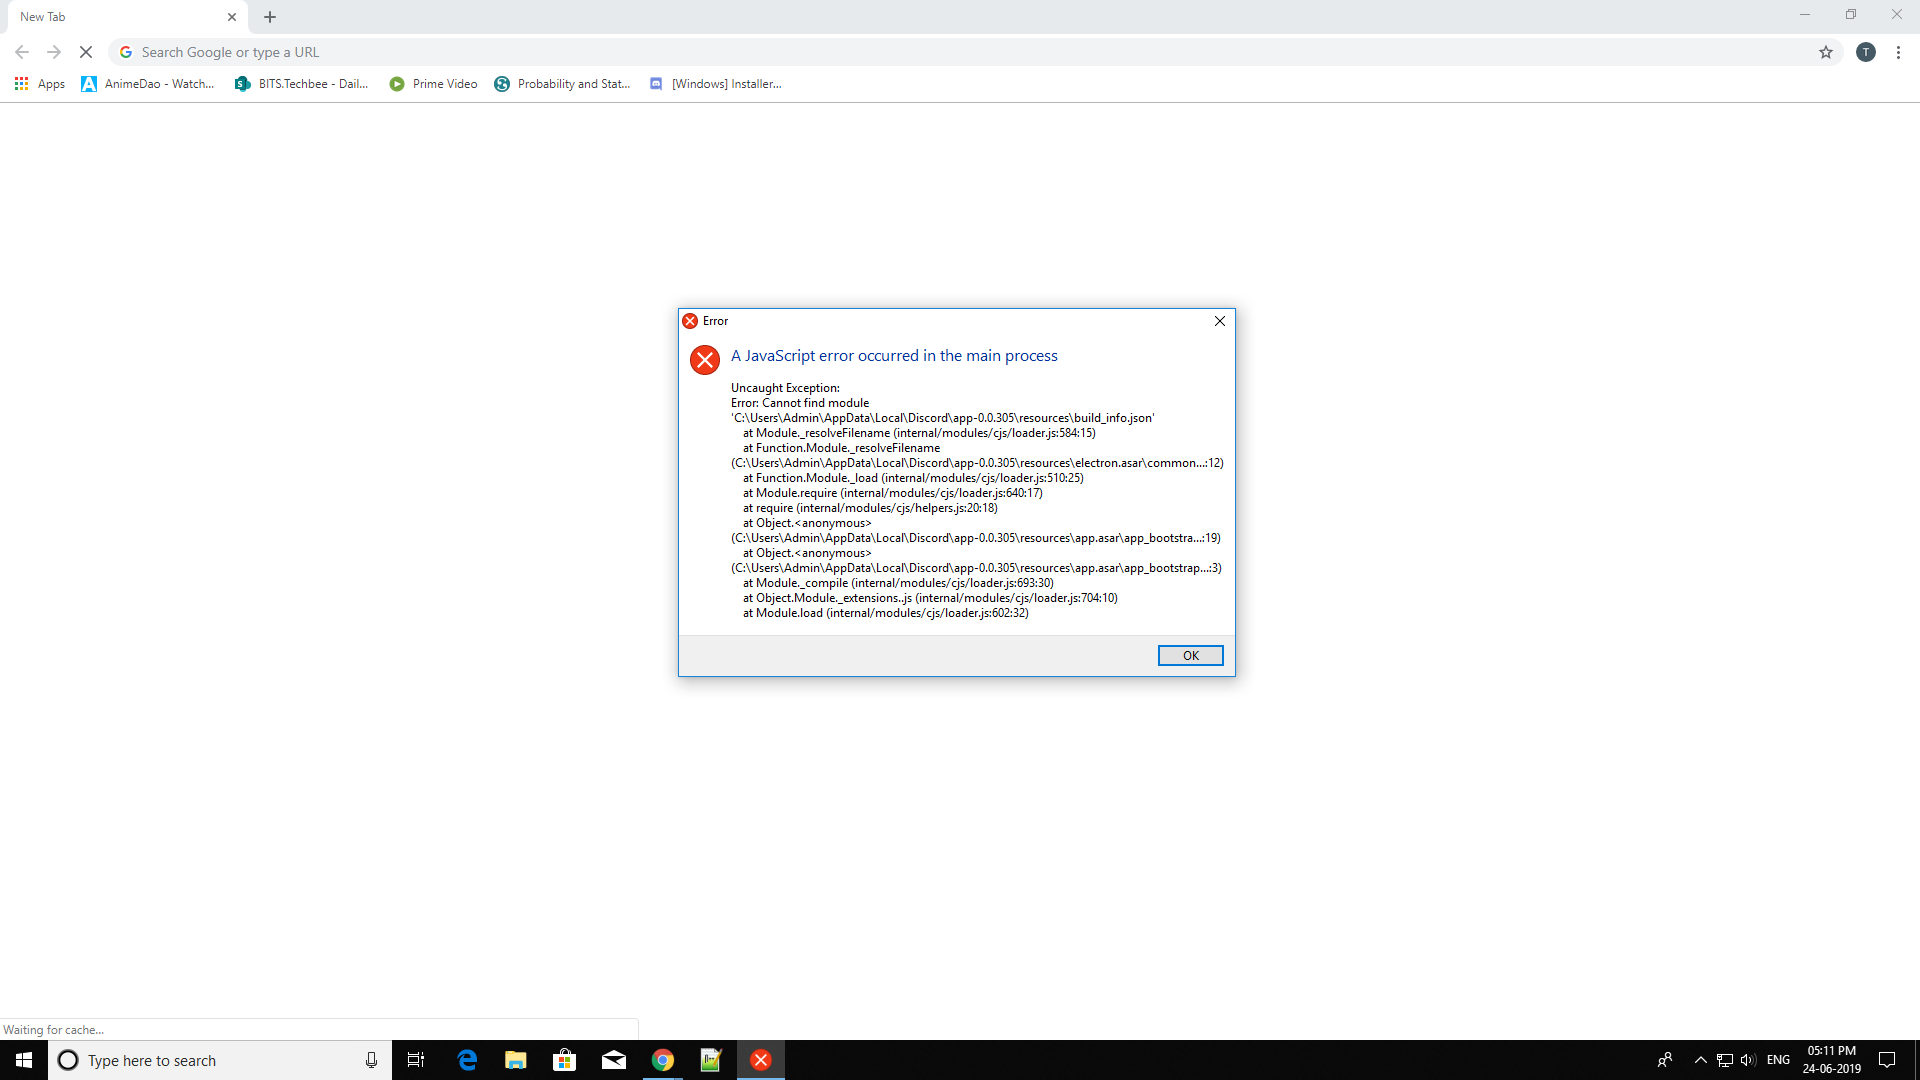 New Tab
Search Google or type a URL
Apps
AnimeDao - Watch...
BITS.Techbee - Dail...
Prime Video
Probability and Stat...
[Windows] Installer...
T
Error
A JavaScript error occurred in the main process
Uncaught Exception:
Error: Cannot find module
'C:\Users\Admin\AppData\Local\Discord\app-0.0.305\resources\build_info.json'
at Module._resolveFilename (internal/modules/cjs/loader.js:584:15)
at Function.Module._resolveFilename
(C:\Users\Admin\AppData\Local\Discord\app-0.0.305\resources\electron.asar\common...:12)
at Function.Module._load (internal/modules/cjs/loader.js:510:25)
at Module.require (internal/modules/cjs/loader.js:640:17)
at require (internal/modules/cjs/helpers.js:20:18)
at Object.<anonymous>
(C:\Users\Admin\AppData\Local\Discord\app-0.0.305\resources\app.asar\app_bootstra...:19)
at Object.<anonymous>
(C:\Users\Admin\AppData\Local\Discord\app-0.0.305\resources\app.asar\app_bootstrap...:3)
at Module._compile (internal/modules/cjs/loader.js:693:30)
at Object.Module._extensions..js (internal/modules/cjs/loader.js:704:10)
at Module.load (internal/modules/cjs/loader.js:602:32)
OK
Waiting for cache...
Type here to search
ENG
05:11 PM
24-06-2019